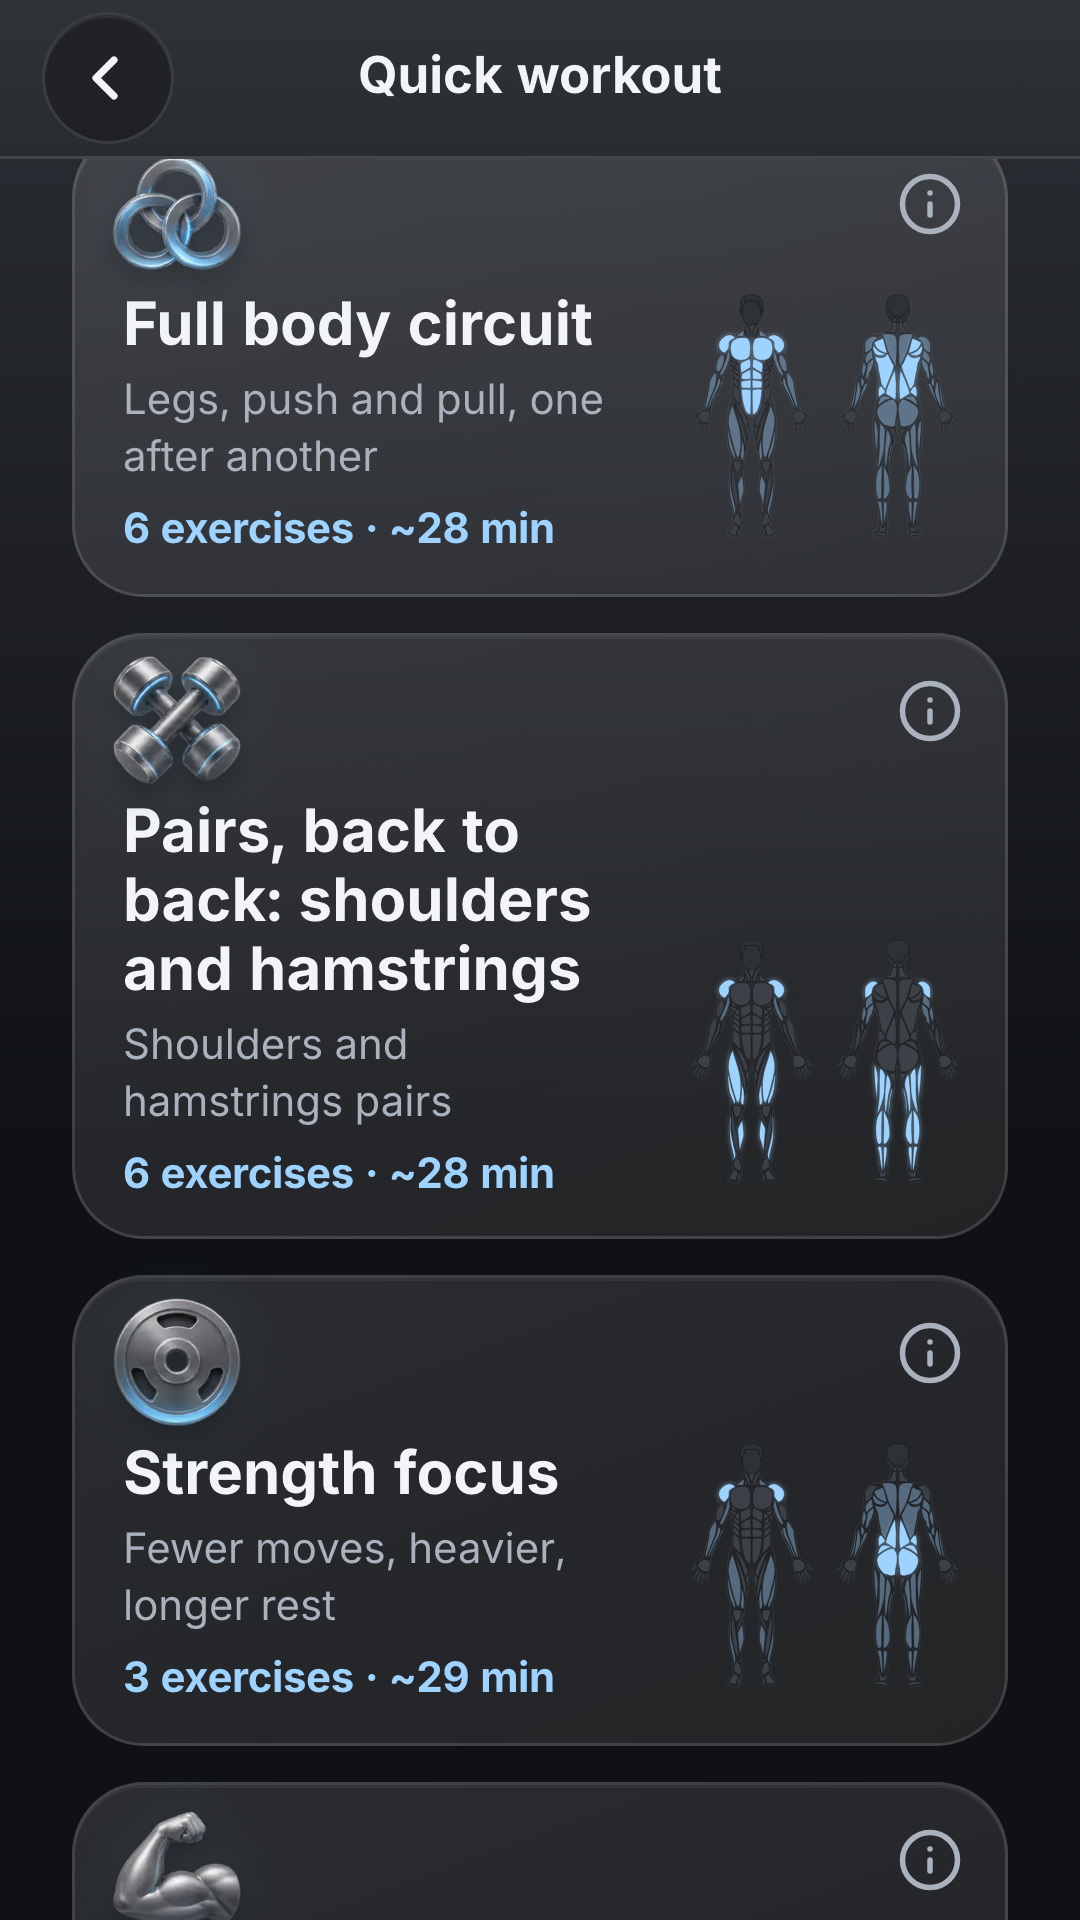 Quick workout
Full body circuit
Legs, push and pull, one
after another
6 exercises · ~28 min
Pairs, back to
back: shoulders
and hamstrings
Shoulders and
hamstrings pairs
6 exercises · ~28 min
Strength focus
Fewer moves, heavier,
longer rest
3 exercises · ~29 min